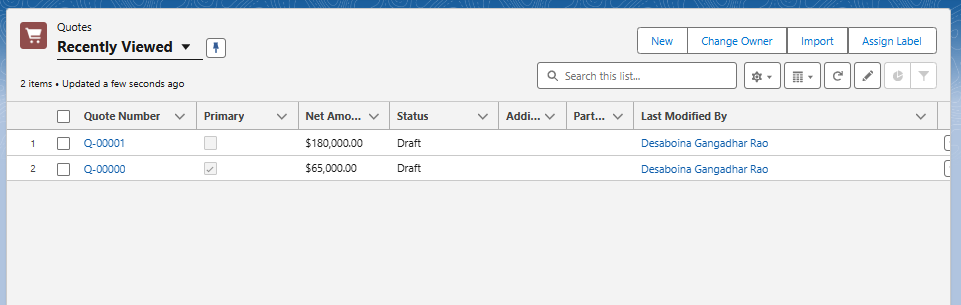 Quotes
Recently Viewed
New Change Owner Import Assign Label
2 items • Updated a few seconds ago
Search this list...
Quote Number Primary Net Amo... Status Addi... Part... Last Modified By
1 Q-00001 $180,000.00 Draft Desaboina Gangadhar Rao
2 Q-00000 $65,000.00 Draft Desaboina Gangadhar Rao